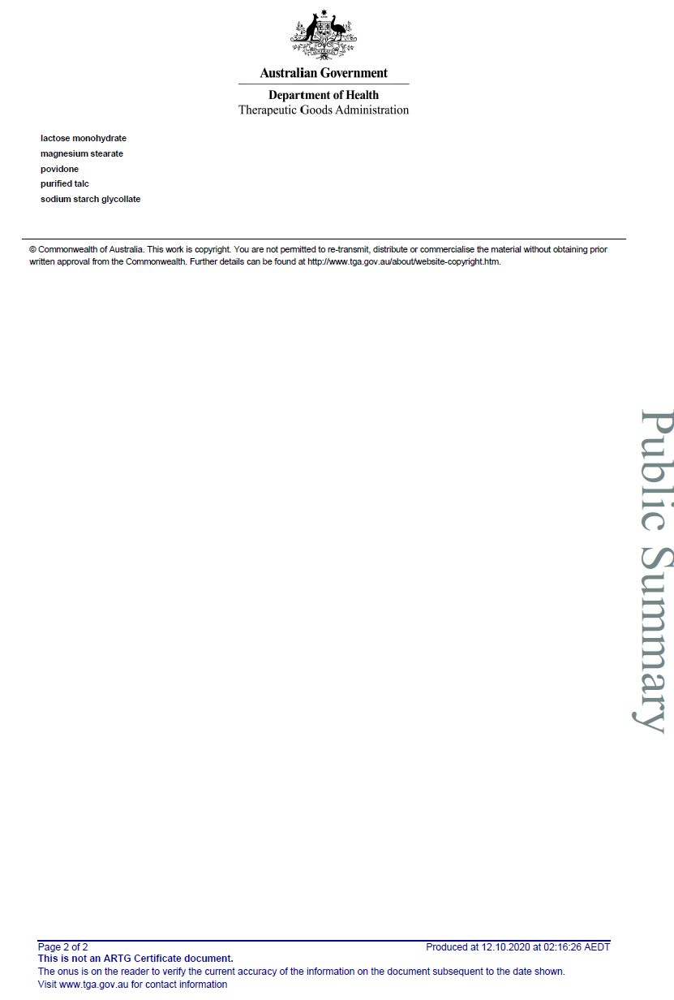 Australian Government
Department of Health
Therapeutic Goods Administration
lactose monohydrate
magnesium stearate
povidone
purified talc
sodium starch glycollate
© Commonwealth of Australia. This work is copyright. You are not permitted to re-transmit, distribute or commercialise the material without obtaining prior
written approval from the Commonwealth. Further details can be found at http://www.tga.gov.au/about/website-copyright.htm.
Public Summary
Page 2 of 2 Produced at 12.10.2020 at 02:16:26 AEDT
This is not an ARTG Certificate document.
The onus is on the reader to verify the current accuracy of the information on the document subsequent to the date shown.
Visit www.tga.gov.au for contact information